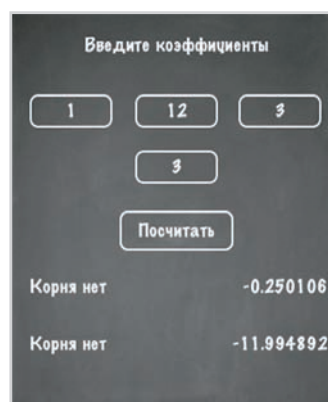 Введите коэффициенты
1 12 3
3
Посчитать
Корня нет -0.250106
Корня нет -11.994892